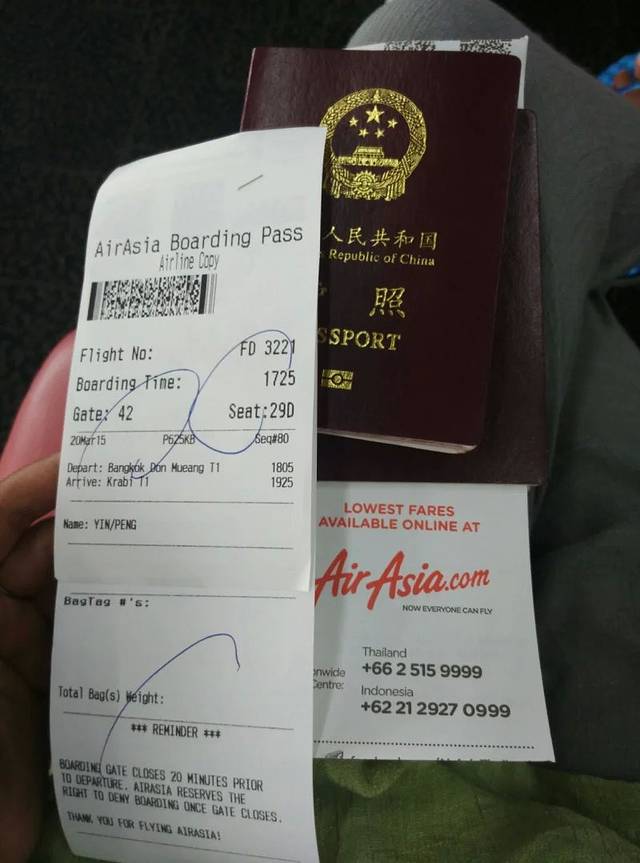 AirAsia Boarding Pass
Airline Copy
Flight No: FD 3221
Boarding Time: 1725
Gate: 42 Seat:29D
20Mar15 P625KB Seq#80
Depart: Bangkok Don Mueang T1 1805
Arrive: Krabi T1 1925
Name: YIN/PENG
BagTag #'s:
Total Bag(s) Weight:
*** REMINDER ***
BOARDING GATE CLOSES 20 MINUTES PRIOR
TO DEPARTURE. AIRASIA RESERVES THE
RIGHT TO DENY BOARDING ONCE GATE CLOSES.
THANK YOU FOR FLYING AIRASIA!
人民共和国
Republic of China
照
SSPORT
LOWEST FARES
AVAILABLE ONLINE AT
AirAsia.com
NOW EVERYONE CAN FLY
Thailand
+66 2 515 9999
onwide
Centre:
Indonesia
+62 21 2927 0999